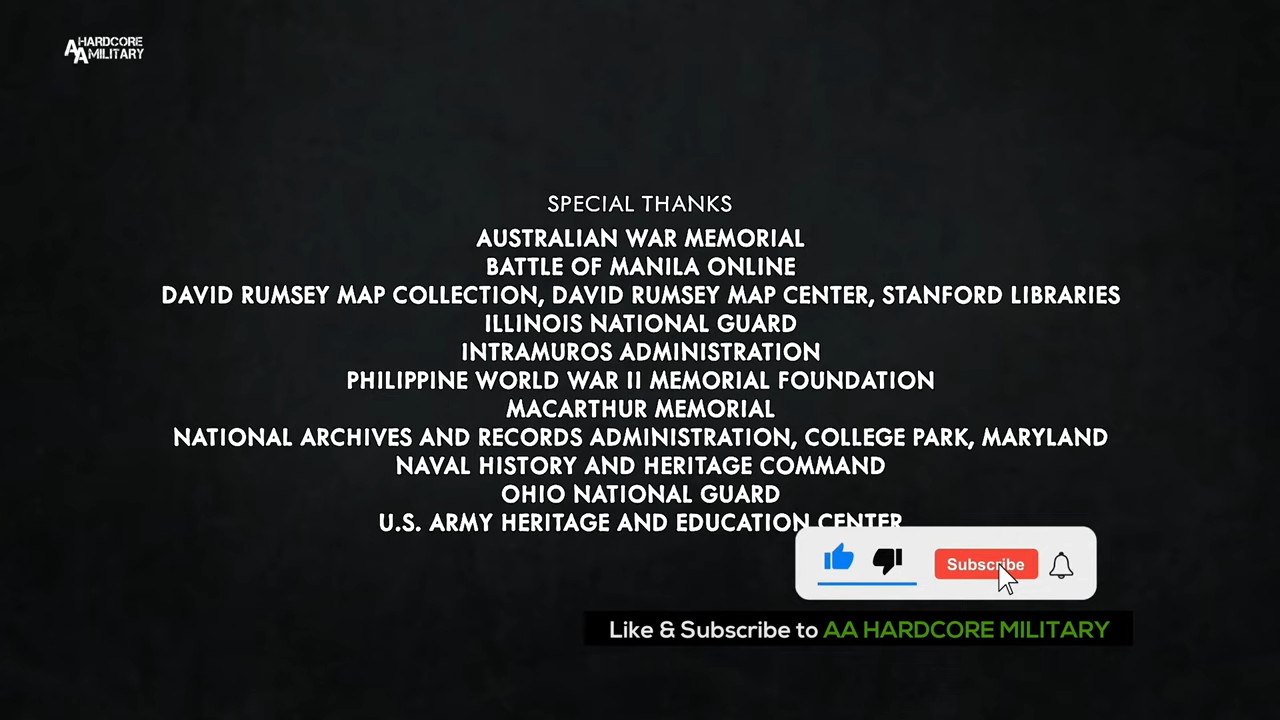 AA HARDCORE
MILITARY
SPECIAL THANKS
AUSTRALIAN WAR MEMORIAL
BATTLE OF MANILA ONLINE
DAVID RUMSEY MAP COLLECTION, DAVID RUMSEY MAP CENTER, STANFORD LIBRARIES
ILLINOIS NATIONAL GUARD
INTRAMUROS ADMINISTRATION
PHILIPPINE WORLD WAR II MEMORIAL FOUNDATION
MACARTHUR MEMORIAL
NATIONAL ARCHIVES AND RECORDS ADMINISTRATION, COLLEGE PARK, MARYLAND
NAVAL HISTORY AND HERITAGE COMMAND
OHIO NATIONAL GUARD
U.S. ARMY HERITAGE AND EDUCATION CENTER
Subscribe
Like & Subscribe to AA HARDCORE MILITARY